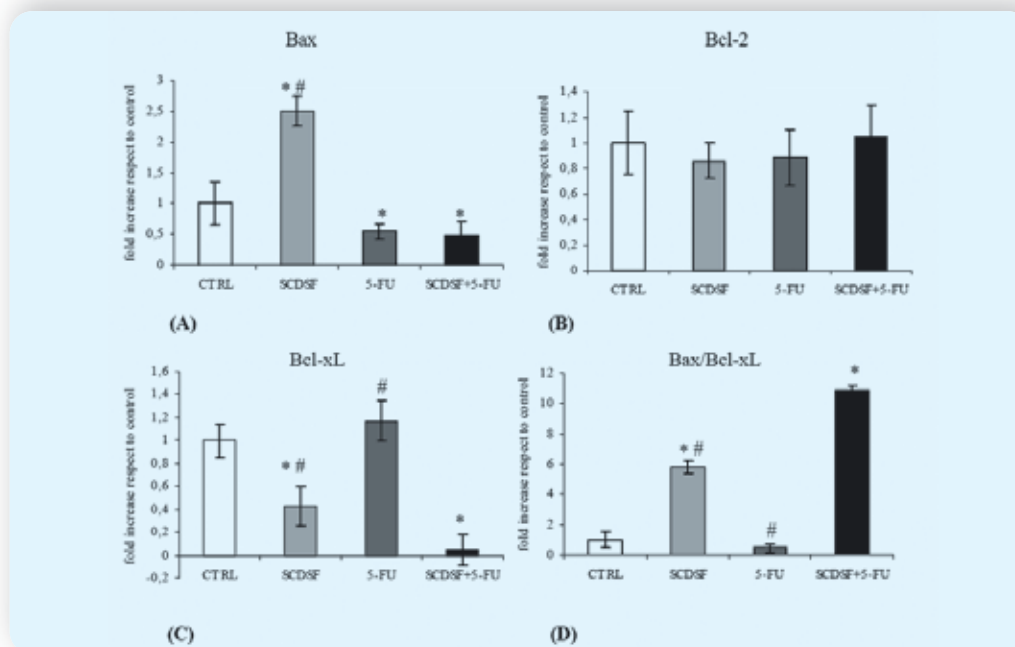 Bax
fold increase respect to control
3
2,5
2
1,5
1
0,5
0
* #
*
*
CTRL SCDSF 5-FU SCDSF+5-FU
(A)
Bcl-2
fold increase respect to control
1,4
1,2
1
0,8
0,6
0,4
0,2
0
CTRL SCDSF 5-FU SCDSF+5-FU
(B)
Bcl-xL
fold increase respect to control
1,6
1,4
1,2
1
0,8
0,6
0,4
0,2
0
-0,2
* #
#
*
CTRL SCDSF 5-FU SCDSF+5-FU
(C)
Bax/Bcl-xL
fold increase respect to control
12
10
8
6
4
2
0
* #
#
*
CTRL SCDSF 5-FU SCDSF+5-FU
(D)